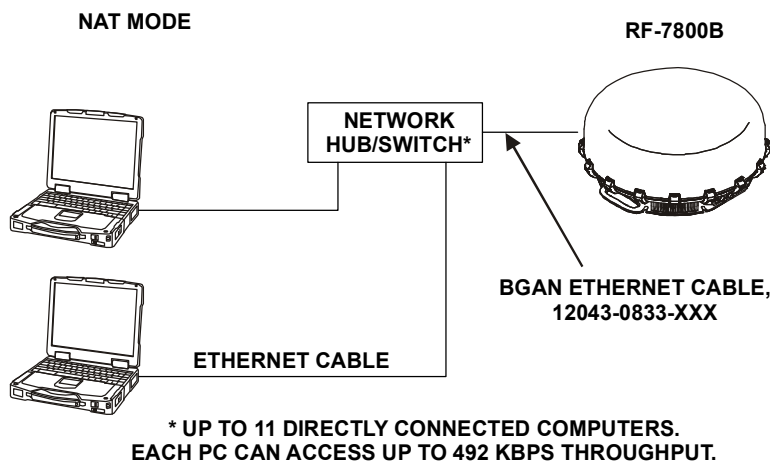 NAT MODE
RF-7800B
NETWORK
HUB/SWITCH*
BGAN ETHERNET CABLE,
12043-0833-XXX
ETHERNET CABLE
* UP TO 11 DIRECTLY CONNECTED COMPUTERS.
EACH PC CAN ACCESS UP TO 492 KBPS THROUGHPUT.